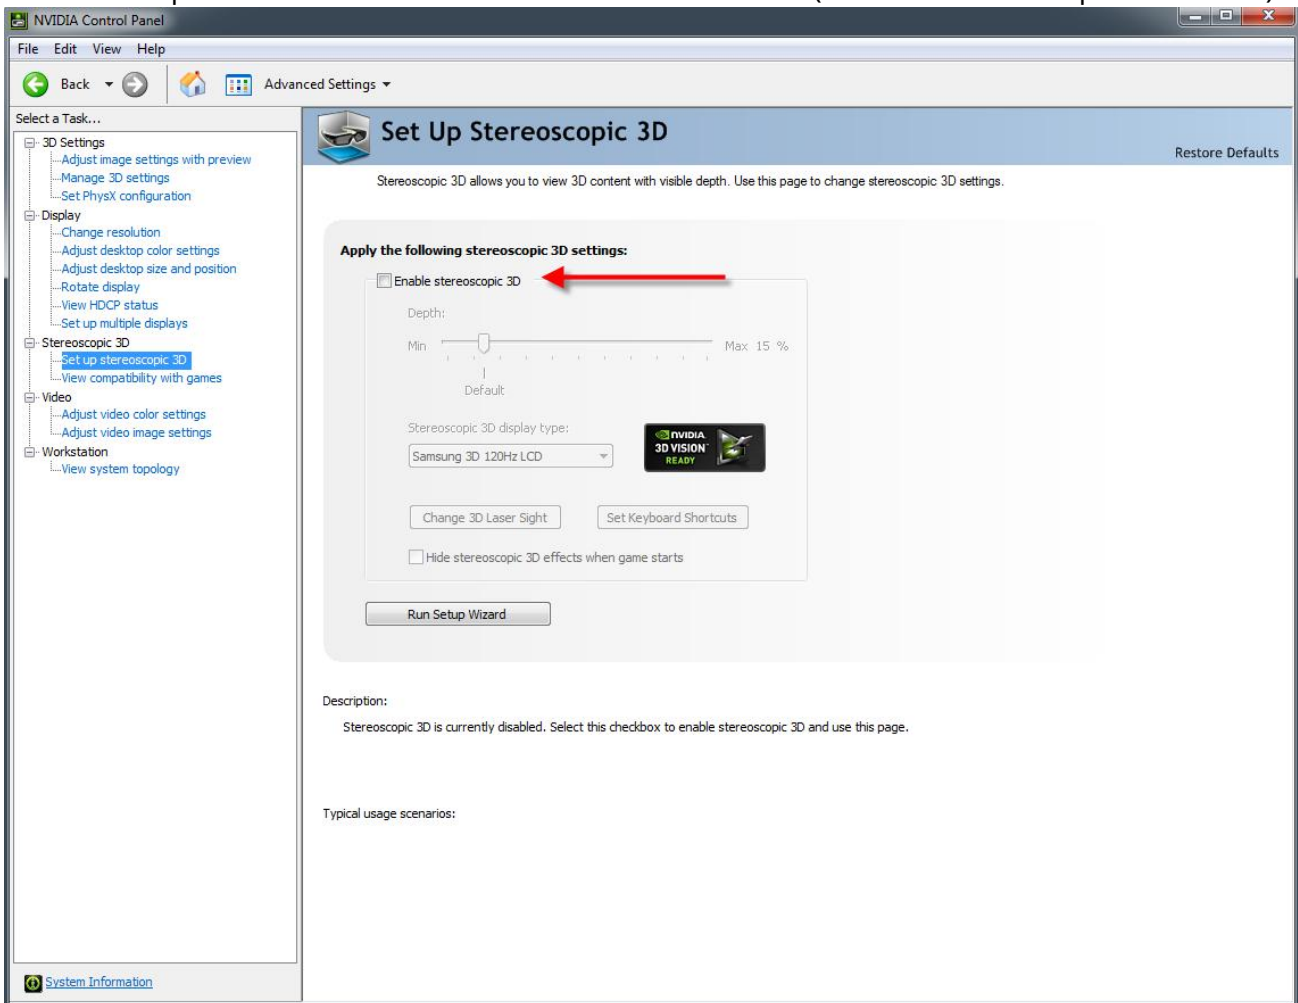 NVIDIA Control Panel
File Edit View Help
Back Advanced Settings
Select a Task...
3D Settings
Adjust image settings with preview
Manage 3D settings
Set PhysX configuration
Display
Change resolution
Adjust desktop color settings
Adjust desktop size and position
Rotate display
View HDCP status
Set up multiple displays
Stereoscopic 3D
Set up stereoscopic 3D
View compatibility with games
Video
Adjust video color settings
Adjust video image settings
Workstation
View system topology
System Information
Set Up Stereoscopic 3D
Restore Defaults
Stereoscopic 3D allows you to view 3D content with visible depth. Use this page to change stereoscopic 3D settings.
Apply the following stereoscopic 3D settings:
Enable stereoscopic 3D
Depth:
Min Max 15 %
Default
Stereoscopic 3D display type:
Samsung 3D 120Hz LCD
NVIDIA
3D VISION
READY
Change 3D Laser Sight Set Keyboard Shortcuts
Hide stereoscopic 3D effects when game starts
Run Setup Wizard
Description:
Stereoscopic 3D is currently disabled. Select this checkbox to enable stereoscopic 3D and use this page.
Typical usage scenarios: